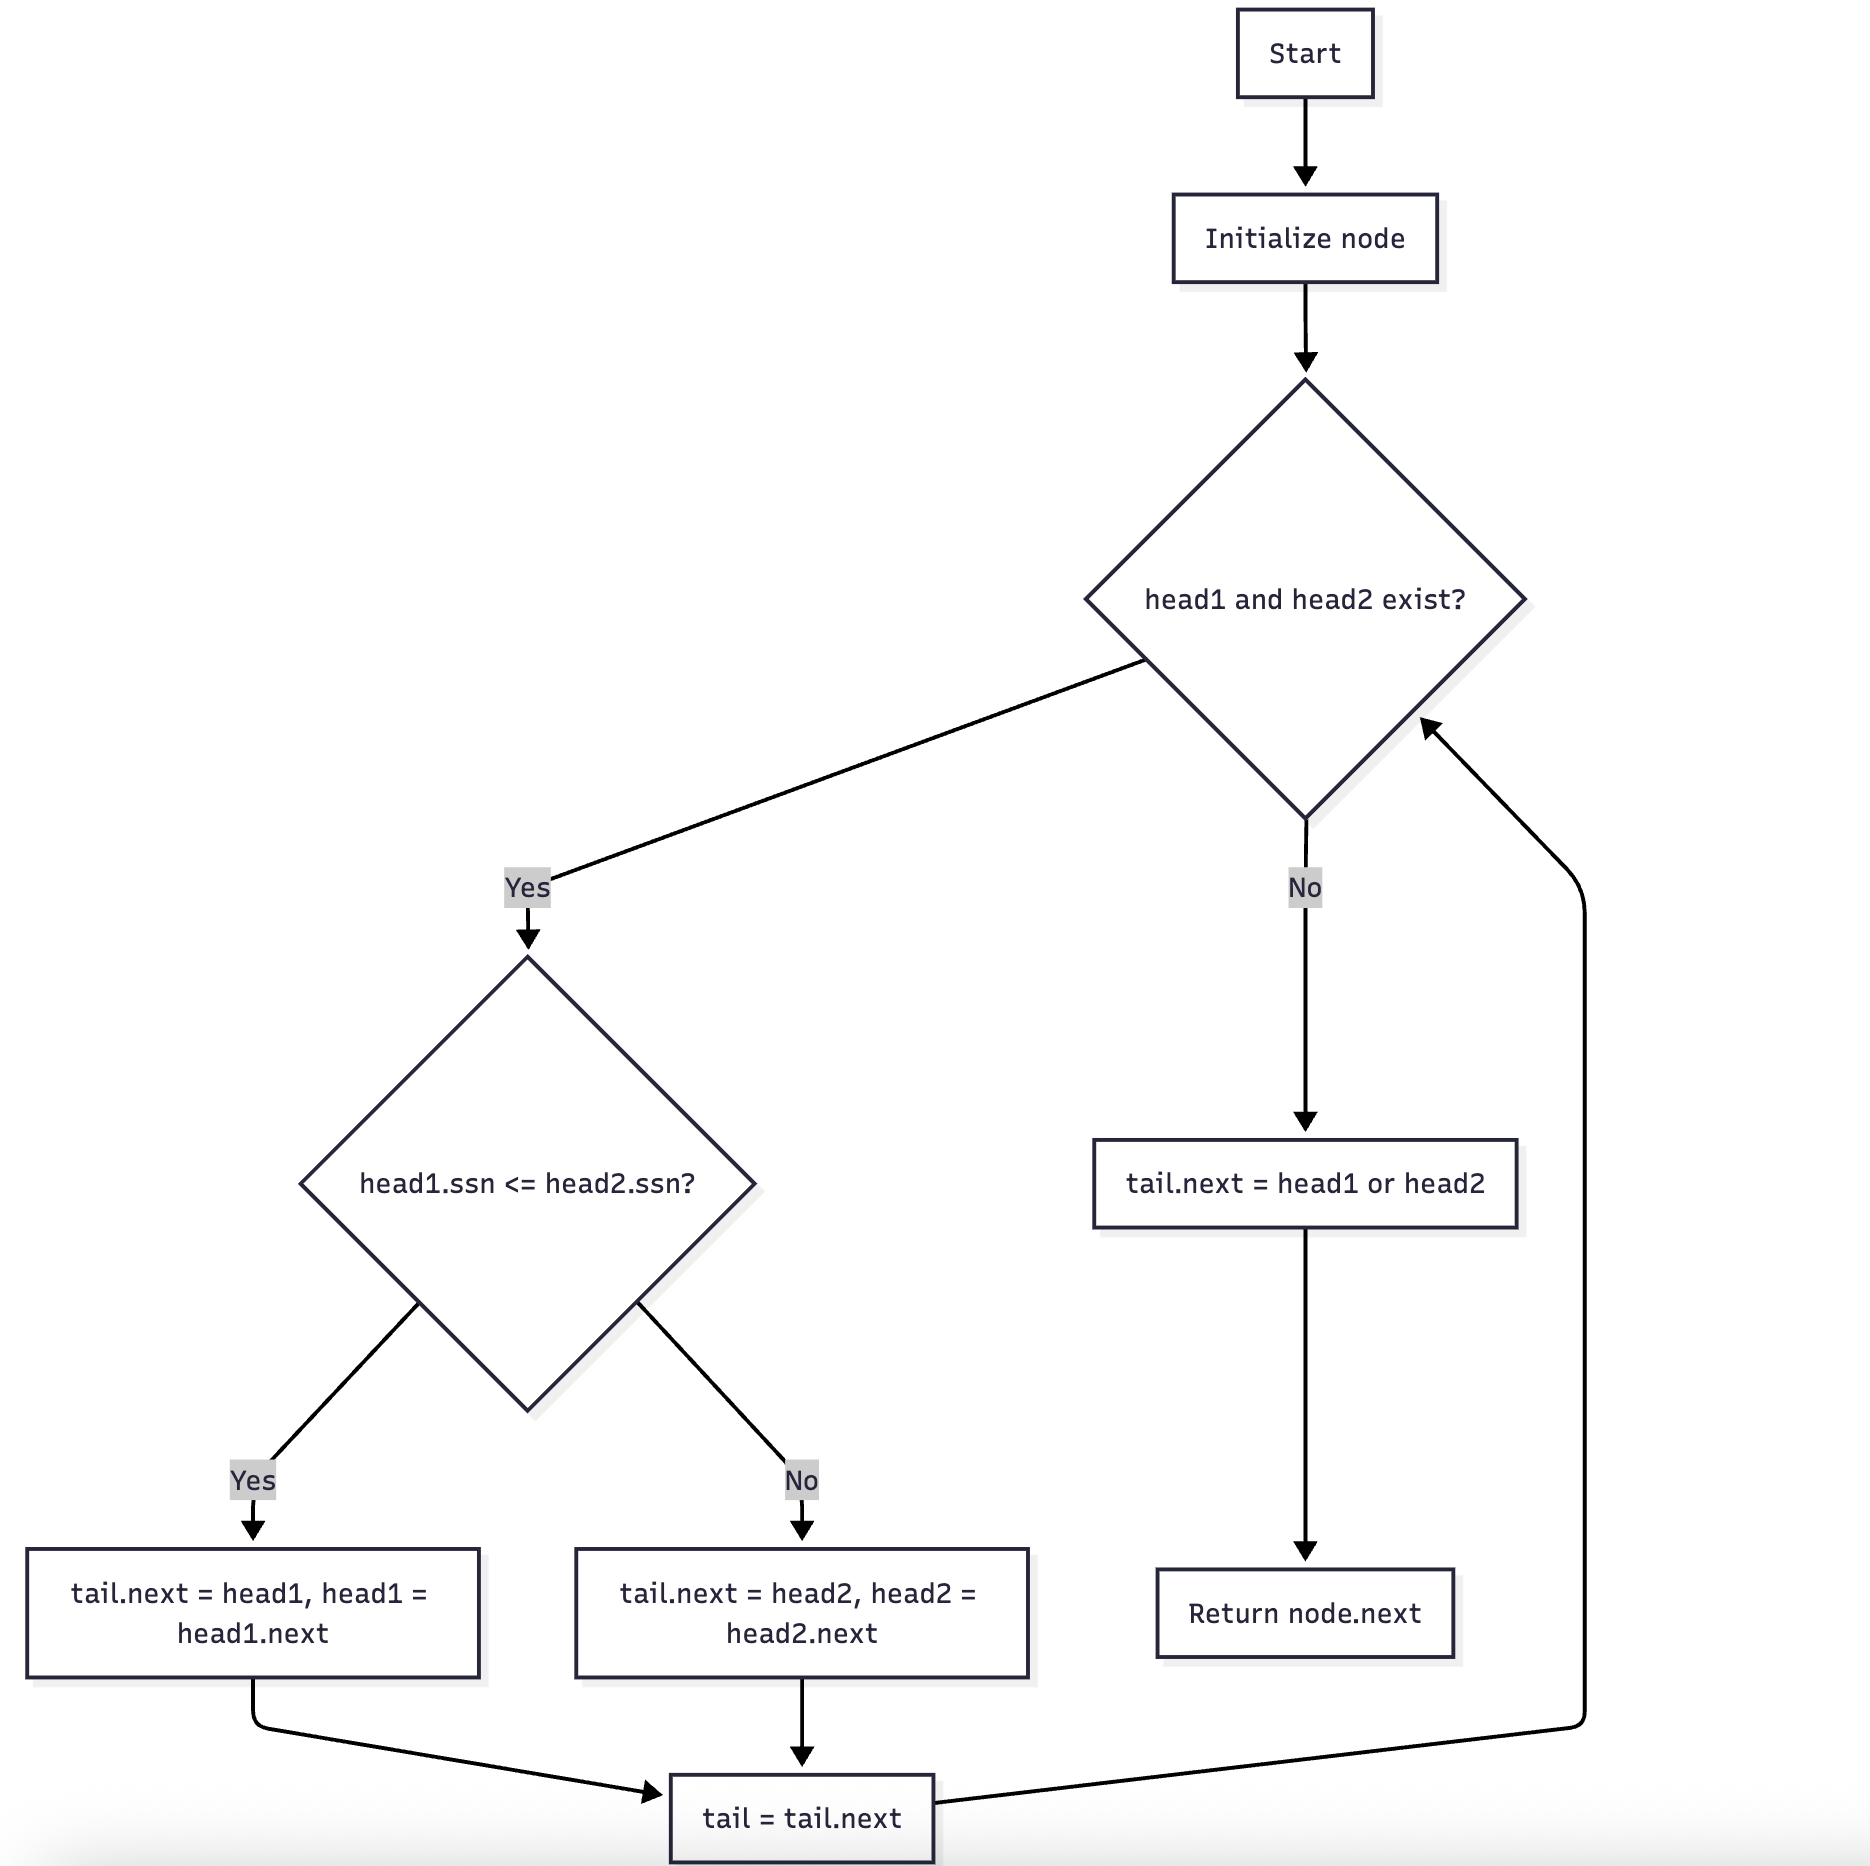 Start
Initialize node
head1 and head2 exist?
Yes
No
head1.ssn <= head2.ssn?
tail.next = head1 or head2
Yes
No
tail.next = head1, head1 =
head1.next
tail.next = head2, head2 =
head2.next
Return node.next
tail = tail.next